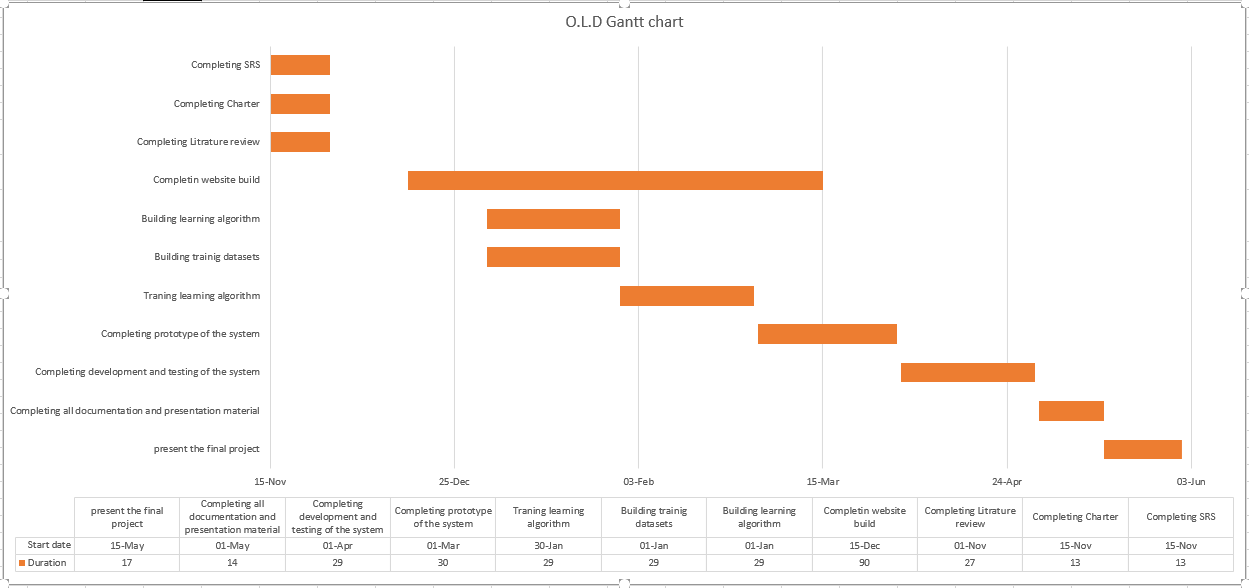 O.L.D Gantt chart
Completing SRS
Completing Charter
Completing Litrature review
Completin website build
Building learning algorithm
Building trainig datasets
Traning learning algorithm
Completing prototype of the system
Completing development and testing of the system
Completing all documentation and presentation material
present the final project
15-Nov 25-Dec 03-Feb 15-Mar 24-Apr 03-Jun
present the final
project
Completing all
documentation and
presentation material
Completing
development and
testing of the system
Completing prototype
of the system
Traning learning
algorithm
Building trainig
datasets
Building learning
algorithm
Completin website
build
Completing Litrature
review
Completing Charter
Completing SRS
Start date 15-May 01-May 01-Apr 01-Mar 30-Jan 01-Jan 01-Jan 15-Dec 01-Nov 15-Nov 15-Nov
Duration 17 14 29 30 29 29 29 90 27 13 13